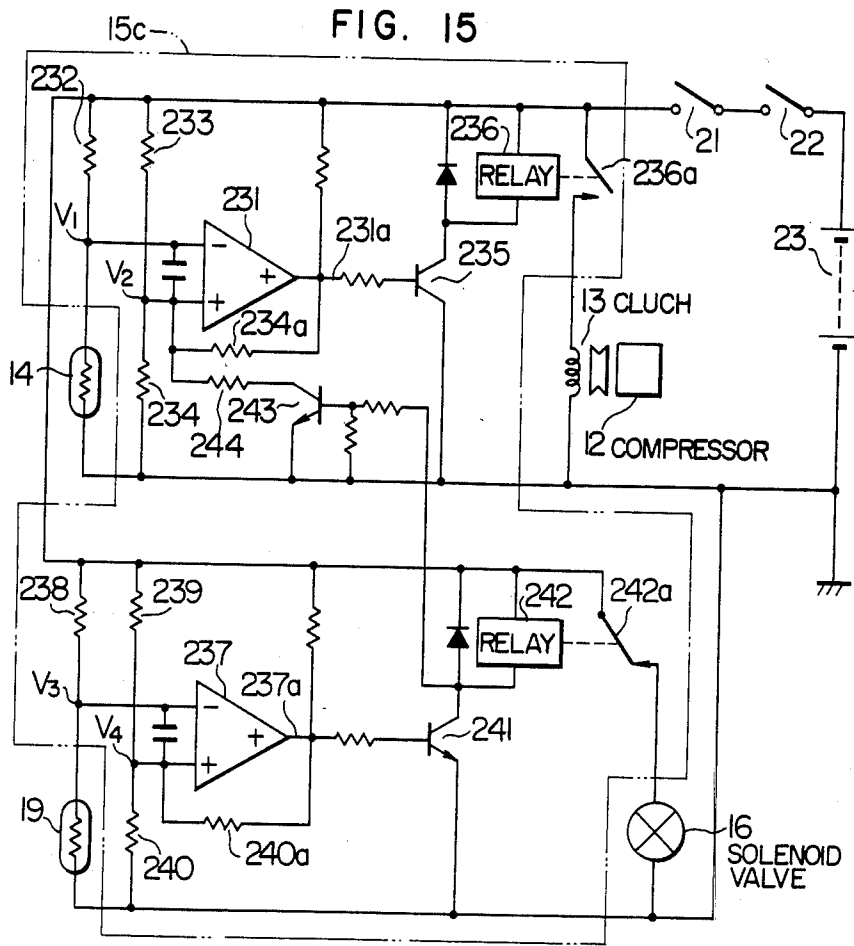 FIG. 15
15c
232
233
236
RELAY
21
22
236a
V1
231
231a
235
23
V2
13 CLUCH
234a
14
234
243
244
12 COMPRESSOR
238
239
242
242a
RELAY
237
237a
V3
V4
241
19
240
240a
16
SOLENOID
VALVE